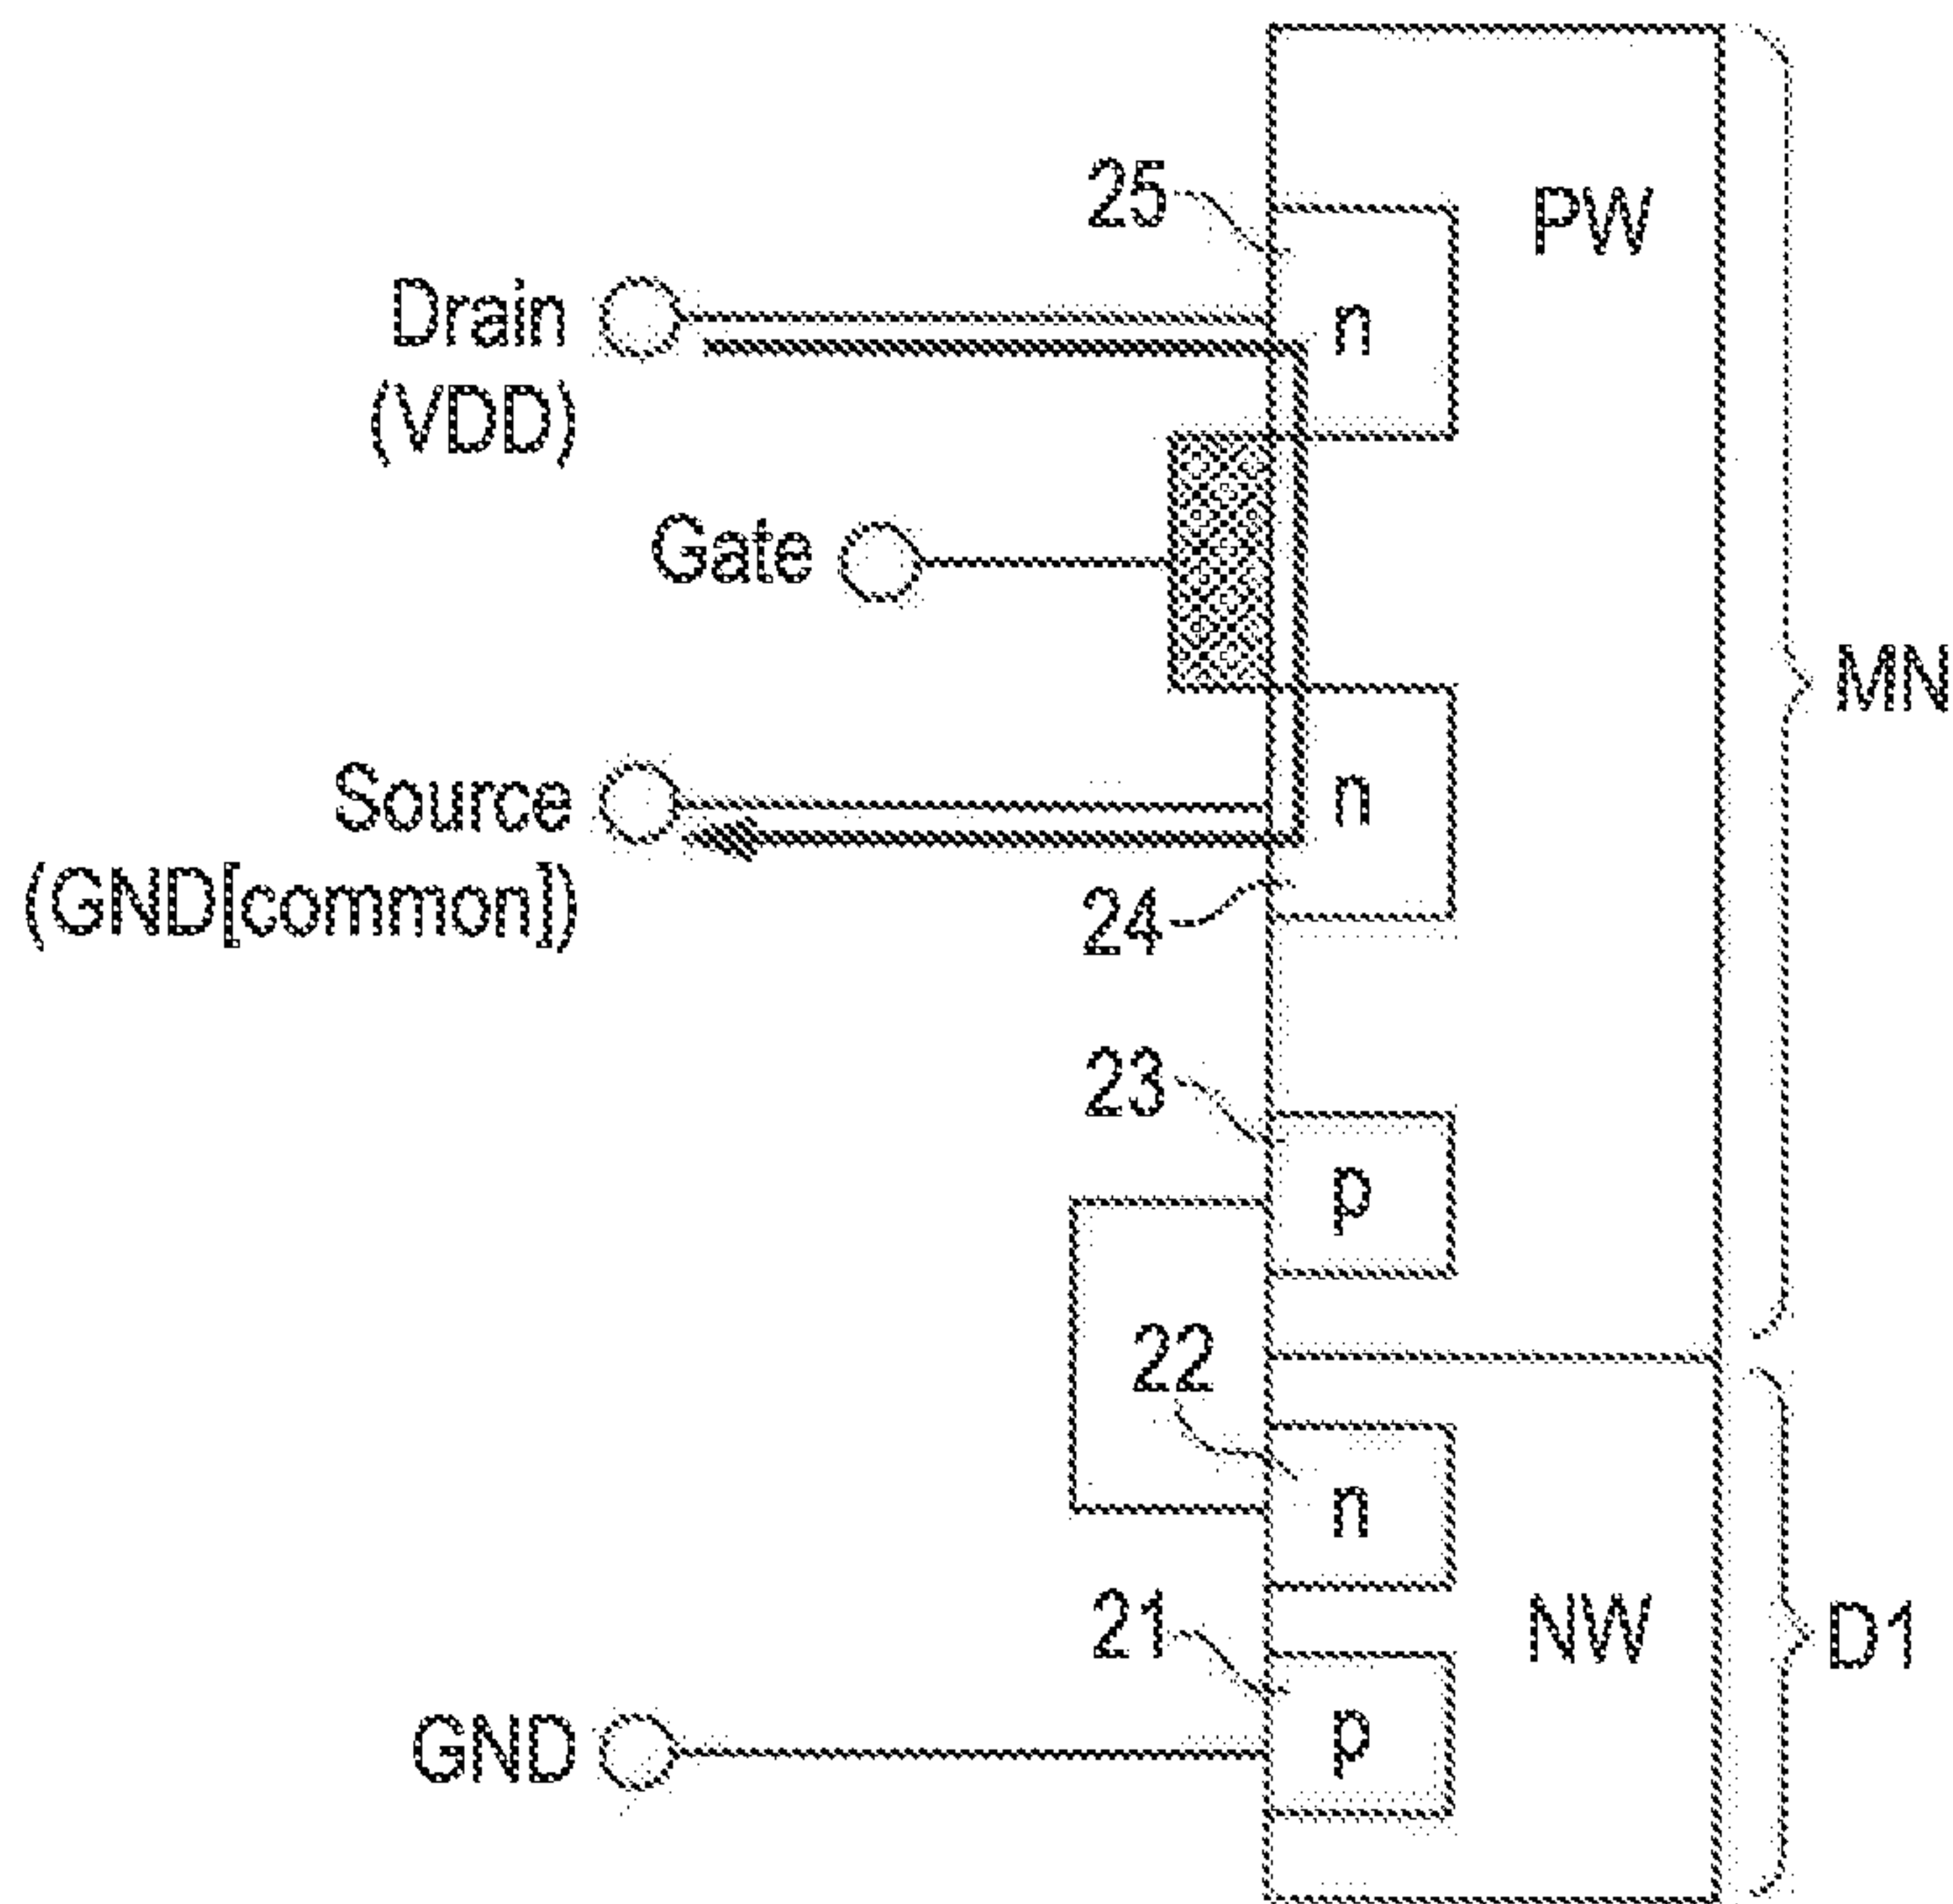 25
PW
Drain
(VDD)
n
Gate
MN
Source
(GND[common])
n
24
23
p
22
n
21
NW
D1
GND
p